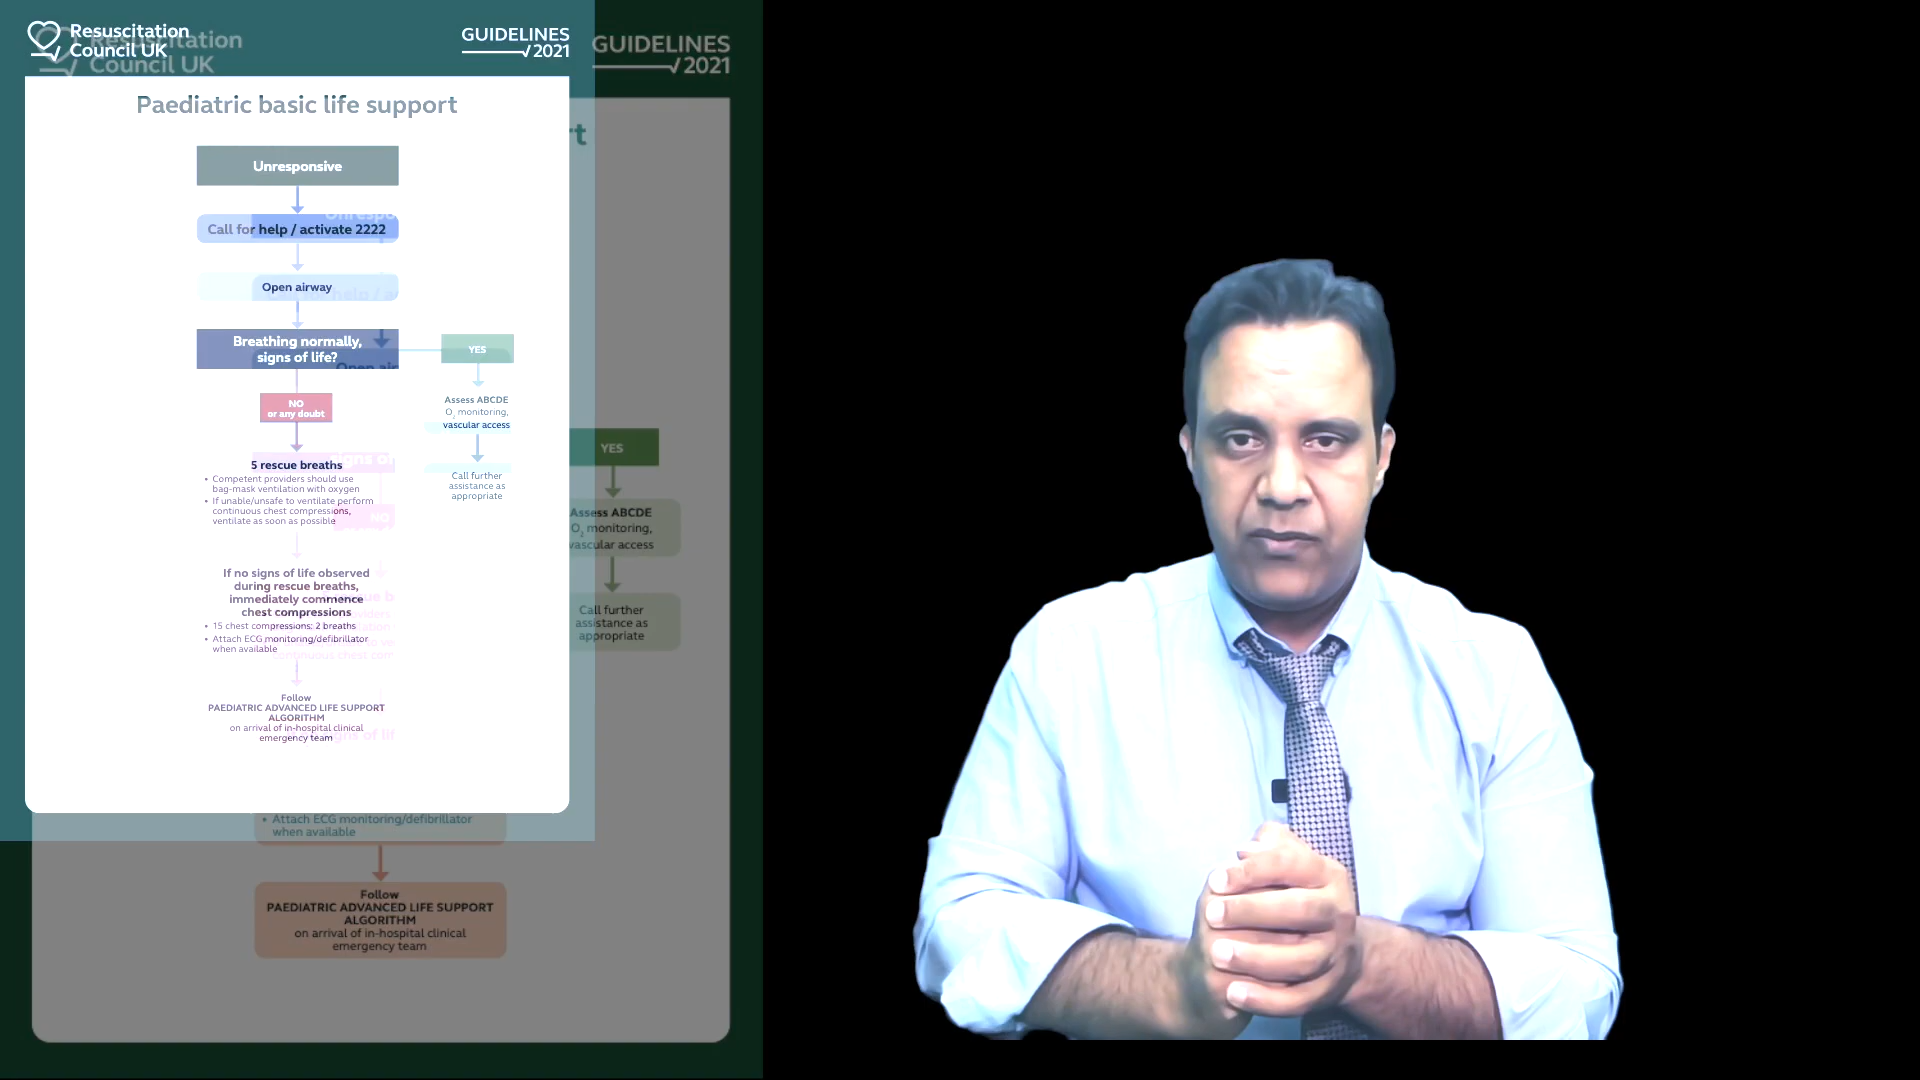 Resuscitation
Council UK
GUIDELINES
2021
Paediatric basic life support
Unresponsive
Call for help / activate 2222
Open airway
Breathing normally,
signs of life?
YES
NO
or any doubt
Assess ABCDE
O2 monitoring,
vascular access
Call further
assistance as
appropriate
5 rescue breaths
• Competent providers should use
bag-mask ventilation with oxygen
• If unable/unsafe to ventilate perform
continuous chest compressions,
ventilate as soon as possible
If no signs of life observed
during rescue breaths,
immediately commence
chest compressions
• 15 chest compressions: 2 breaths
• Attach ECG monitoring/defibrillator
when available
Follow
PAEDIATRIC ADVANCED LIFE SUPPORT
ALGORITHM
on arrival of in-hospital clinical
emergency team
Resuscitation
Council UK
GUIDELINES
2021
YES
Assess ABCDE
O2 monitoring,
vascular access
Call further
assistance as
appropriate
• Attach ECG monitoring/defibrillator
when available
Follow
PAEDIATRIC ADVANCED LIFE SUPPORT
ALGORITHM
on arrival of in-hospital clinical
emergency team